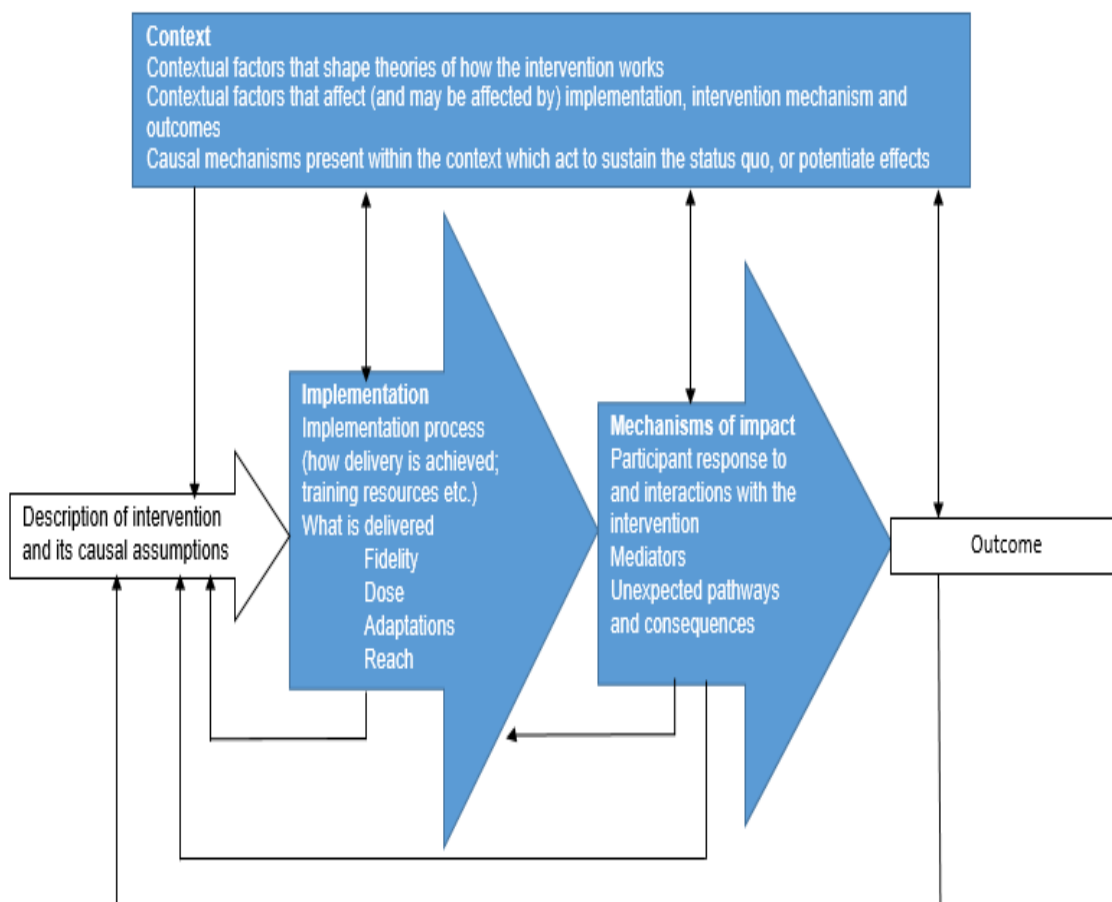 Context
Contextual factors that shape theories of how the intervention works
Contextual factors that affect (and may be affected by) implementation, intervention mechanism and
outcomes
Causal mechanisms present within the context which act to sustain the status quo, or potentiate effects
Description of intervention
and its causal assumptions
Implementation
Implementation process
(how delivery is achieved;
training resources etc.)
What is delivered
Fidelity
Dose
Adaptations
Reach
Mechanisms of impact
Participant response to
and interactions with the
intervention
Mediators
Unexpected pathways
and consequences
Outcome